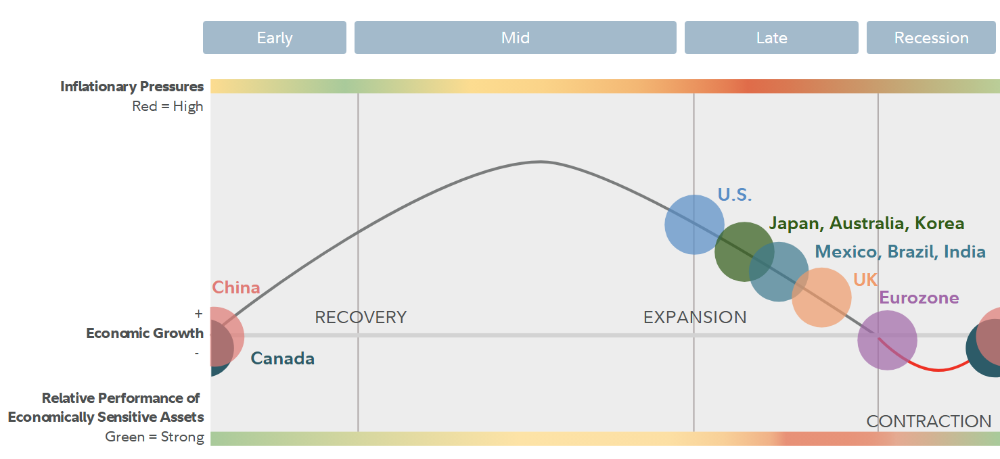 Early
Mid
Late
Recession
Inflationary Pressures
Red = High
U.S.
Japan, Australia, Korea
Mexico, Brazil, India
UK
China
Eurozone
+
RECOVERY
EXPANSION
Economic Growth
-
Canada
Relative Performance of
Economically Sensitive Assets
CONTRACTION
Green = Strong